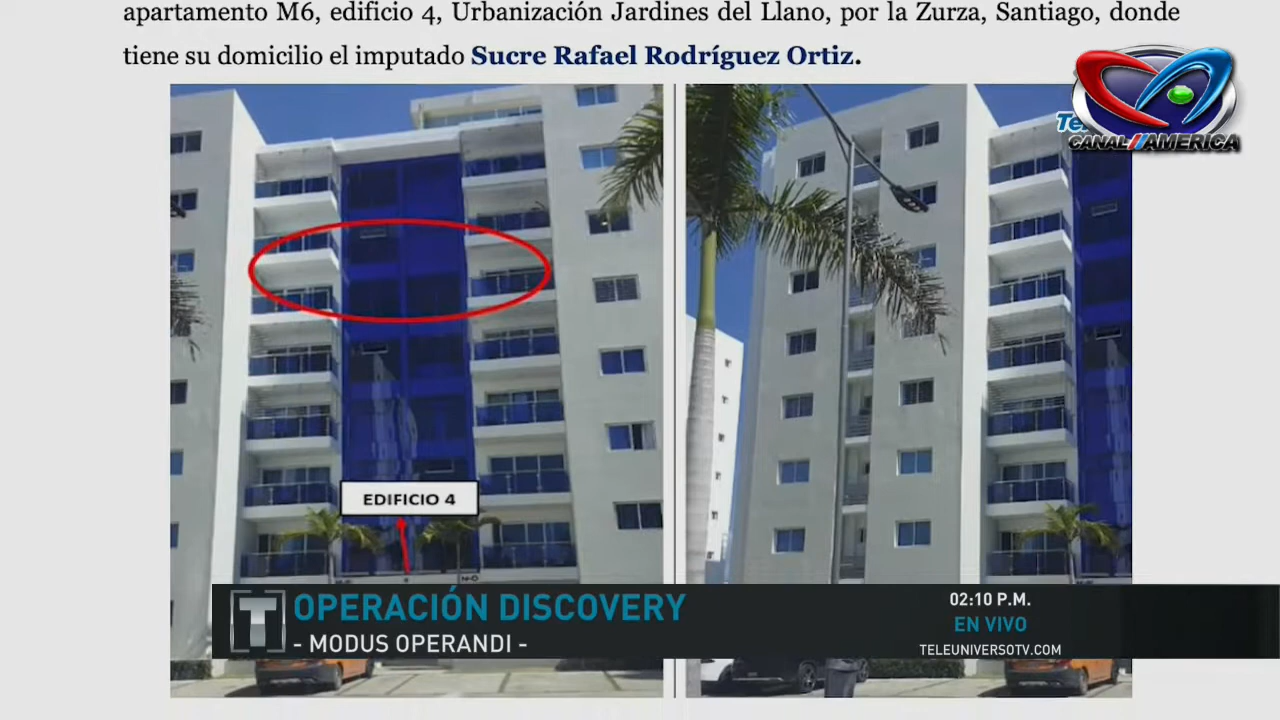 apartamento M6, edificio 4, Urbanización Jardines del Llano, por la Zurza, Santiago, donde
tiene su domicilio el imputado Sucre Rafael Rodríguez Ortiz.
CANAL AMERICA
EDIFICIO 4
OPERACIÓN DISCOVERY
- MODUS OPERANDI -
02:10 P.M.
EN VIVO
TELEUNIVERSOTV.COM